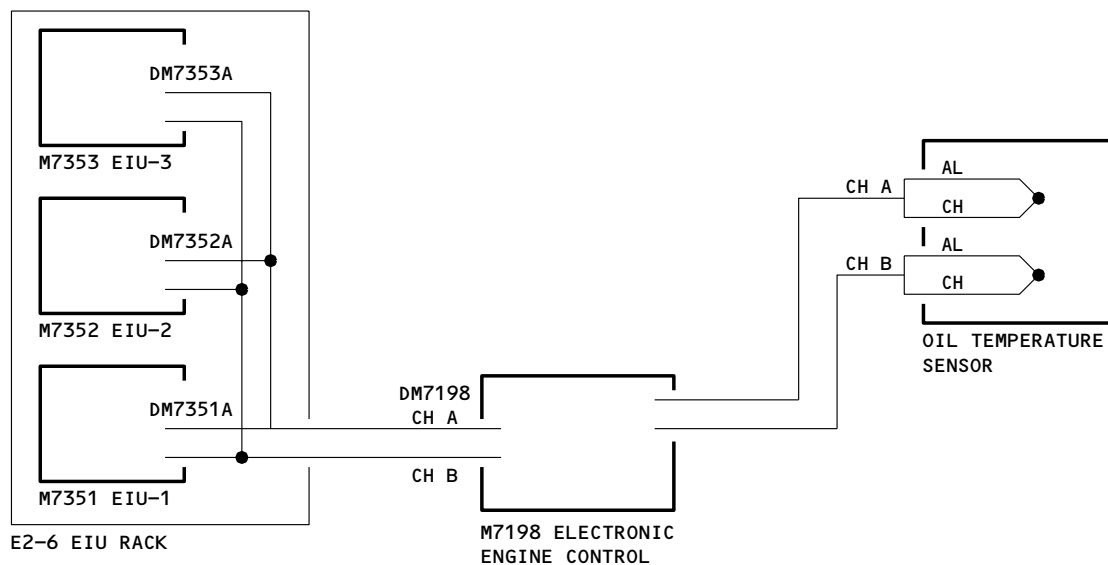 DM7353A
M7353 EIU-3
DM7352A
M7352 EIU-2
DM7351A
M7351 EIU-1
E2-6 EIU RACK
DM7198
CH A
CH B
M7198 ELECTRONIC
ENGINE CONTROL
CH A
AL
CH
CH B
AL
CH
OIL TEMPERATURE
SENSOR